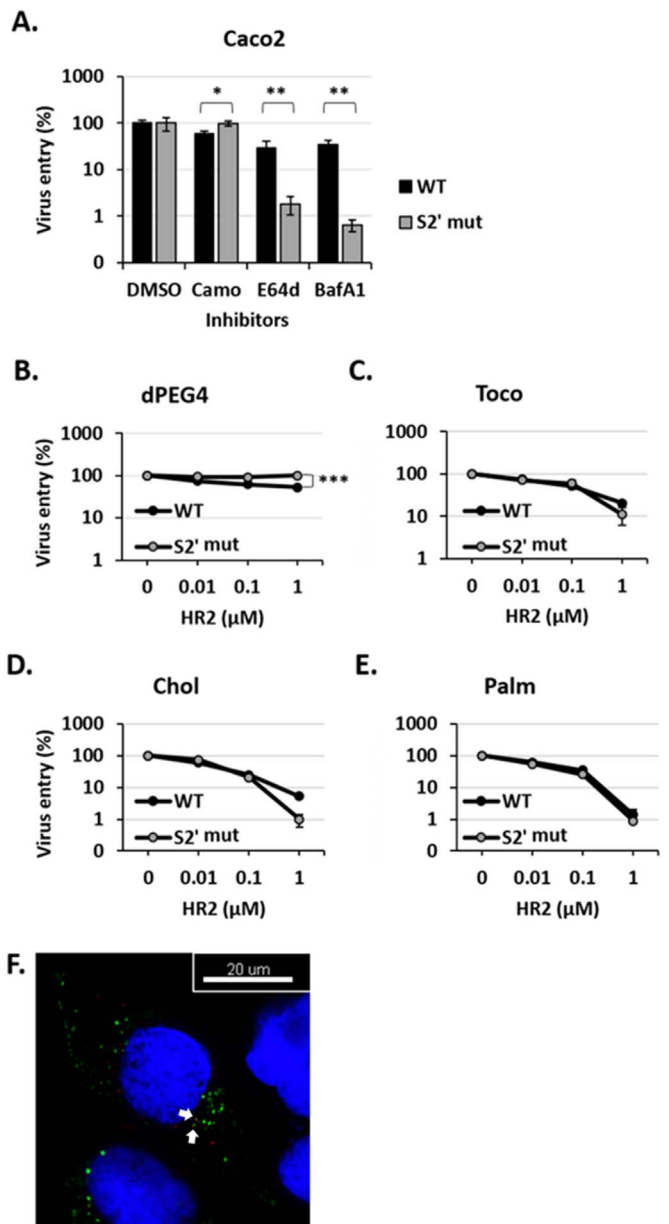 A.
Caco2
1000
100
10
1
0
Virus entry (%)
* ** **
DMSO Camo E64d BafA1
Inhibitors
WT
S2' mut
B.
dPEG4
1000
100
10
1
Virus entry (%)
***
WT
S2' mut
0 0.01 0.1 1
HR2 (μM)
C.
Toco
1000
100
10
1
WT
S2' mut
0 0.01 0.1 1
HR2 (μM)
D.
Chol
1000
100
10
1
0
Virus entry (%)
WT
S2' mut
0 0.01 0.1 1
HR2 (μM)
E.
Palm
1000
100
10
1
0
WT
S2' mut
0 0.01 0.1 1
HR2 (μM)
F.
20 um